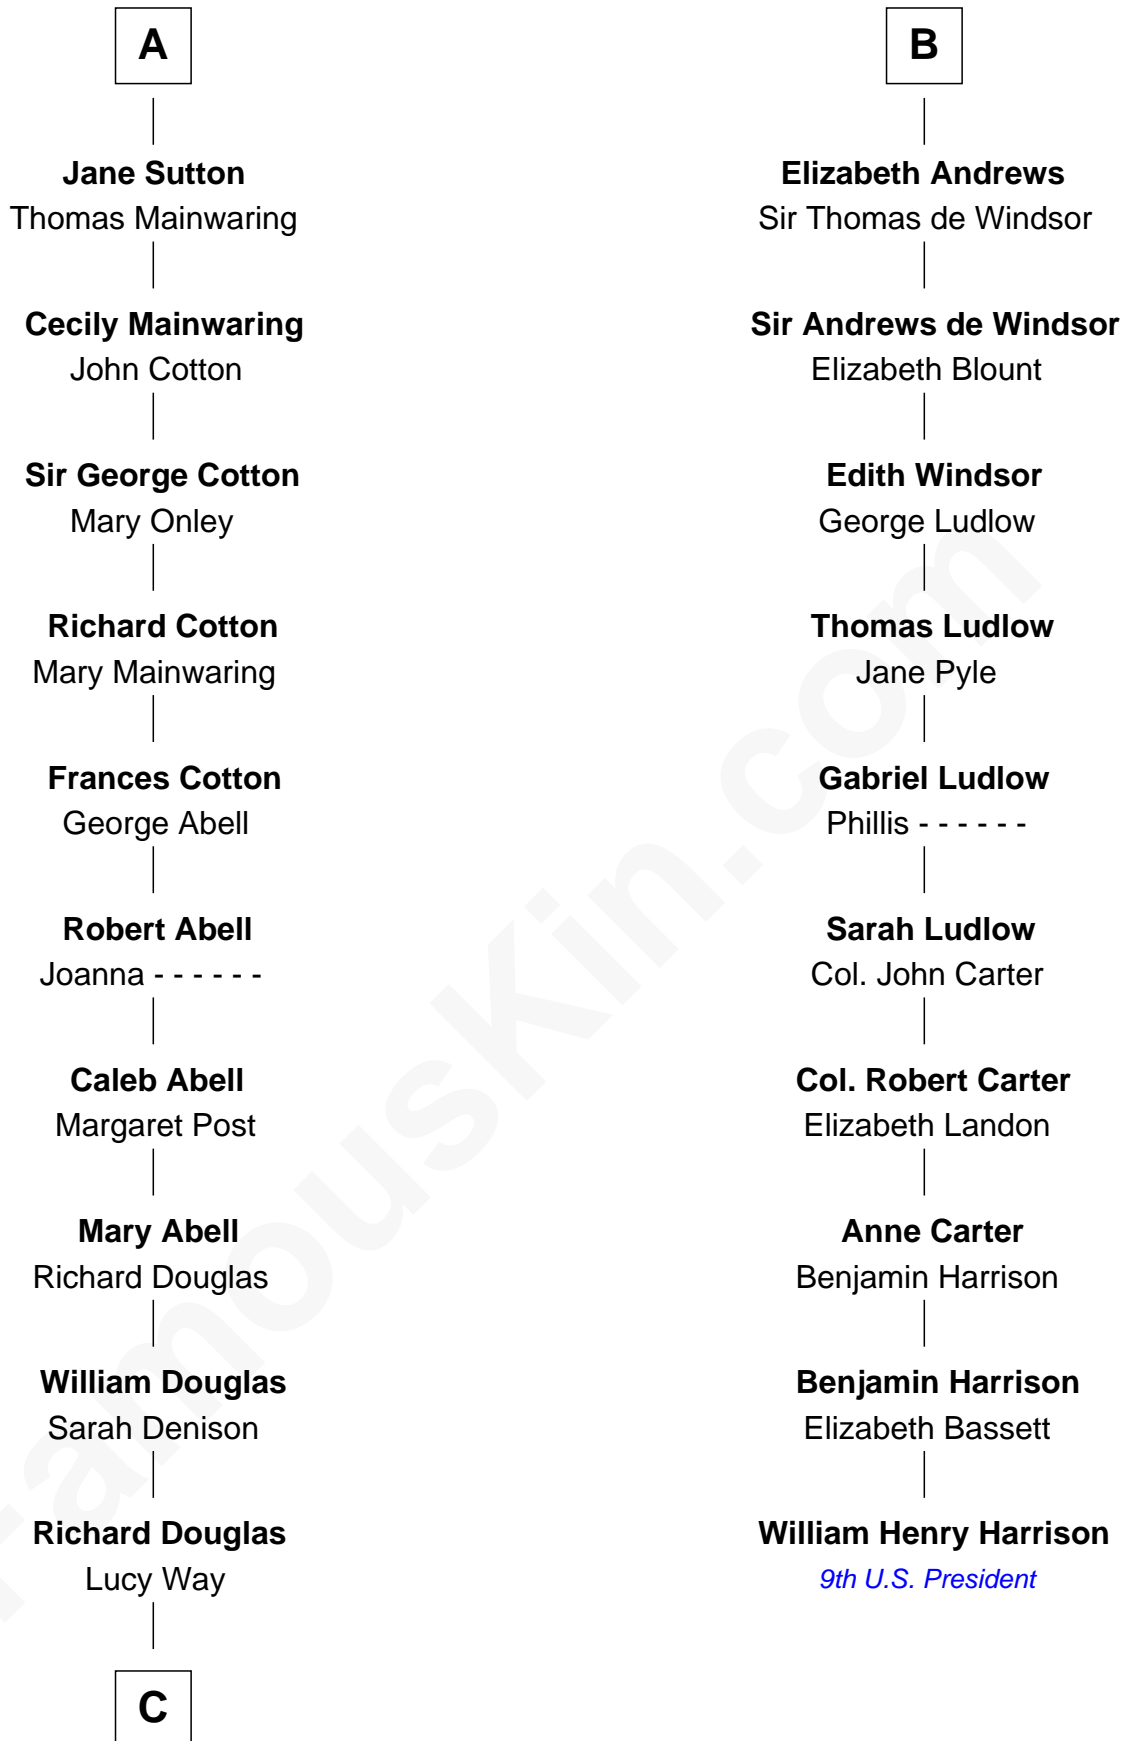 A
Jane Sutton
Thomas Mainwaring
Cecily Mainwaring
John Cotton
Sir George Cotton
Mary Onley
Richard Cotton
Mary Mainwaring
Frances Cotton
George Abell
Robert Abell
Joanna - - - - - -
Caleb Abell
Margaret Post
Mary Abell
Richard Douglas
William Douglas
Sarah Denison
Richard Douglas
Lucy Way
C
B
Elizabeth Andrews
Sir Thomas de Windsor
Sir Andrews de Windsor
Elizabeth Blount
Edith Windsor
George Ludlow
Thomas Ludlow
Jane Pyle
Gabriel Ludlow
Phillis - - - - - -
Sarah Ludlow
Col. John Carter
Col. Robert Carter
Elizabeth Landon
Anne Carter
Benjamin Harrison
Benjamin Harrison
Elizabeth Bassett
William Henry Harrison
9th U.S. President
FamousKin.com